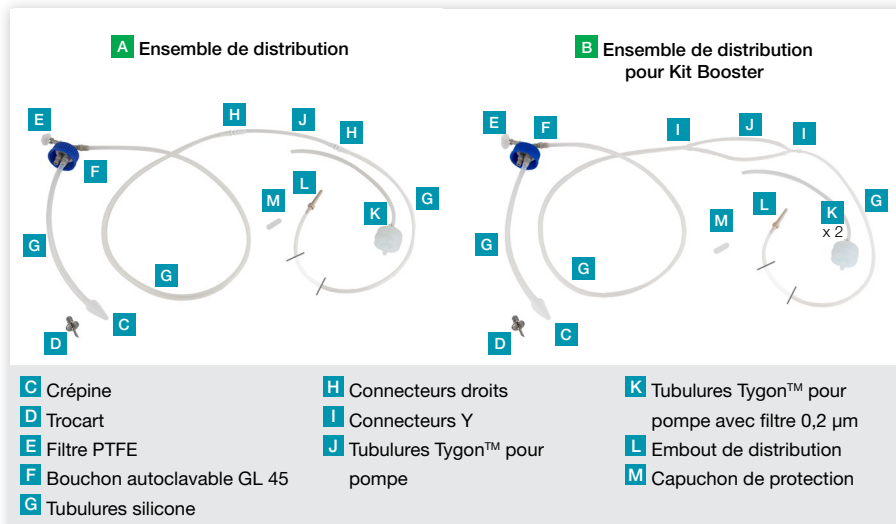 A Ensemble de distribution
E
F
H
J
H
G
L
M
K
G
G
D
C
B Ensemble de distribution
pour Kit Booster
E
F
I
J
I
G
L
M
K
x 2
G
G
D
C
C Crépine
D Trocart
E Filtre PTFE
F Bouchon autoclavable GL 45
G Tubulures silicone
H Connecteurs droits
I Connecteurs Y
J Tubulures Tygon™ pour
pompe
K Tubulures Tygon™ pour
pompe avec filtre 0,2 µm
L Embout de distribution
M Capuchon de protection